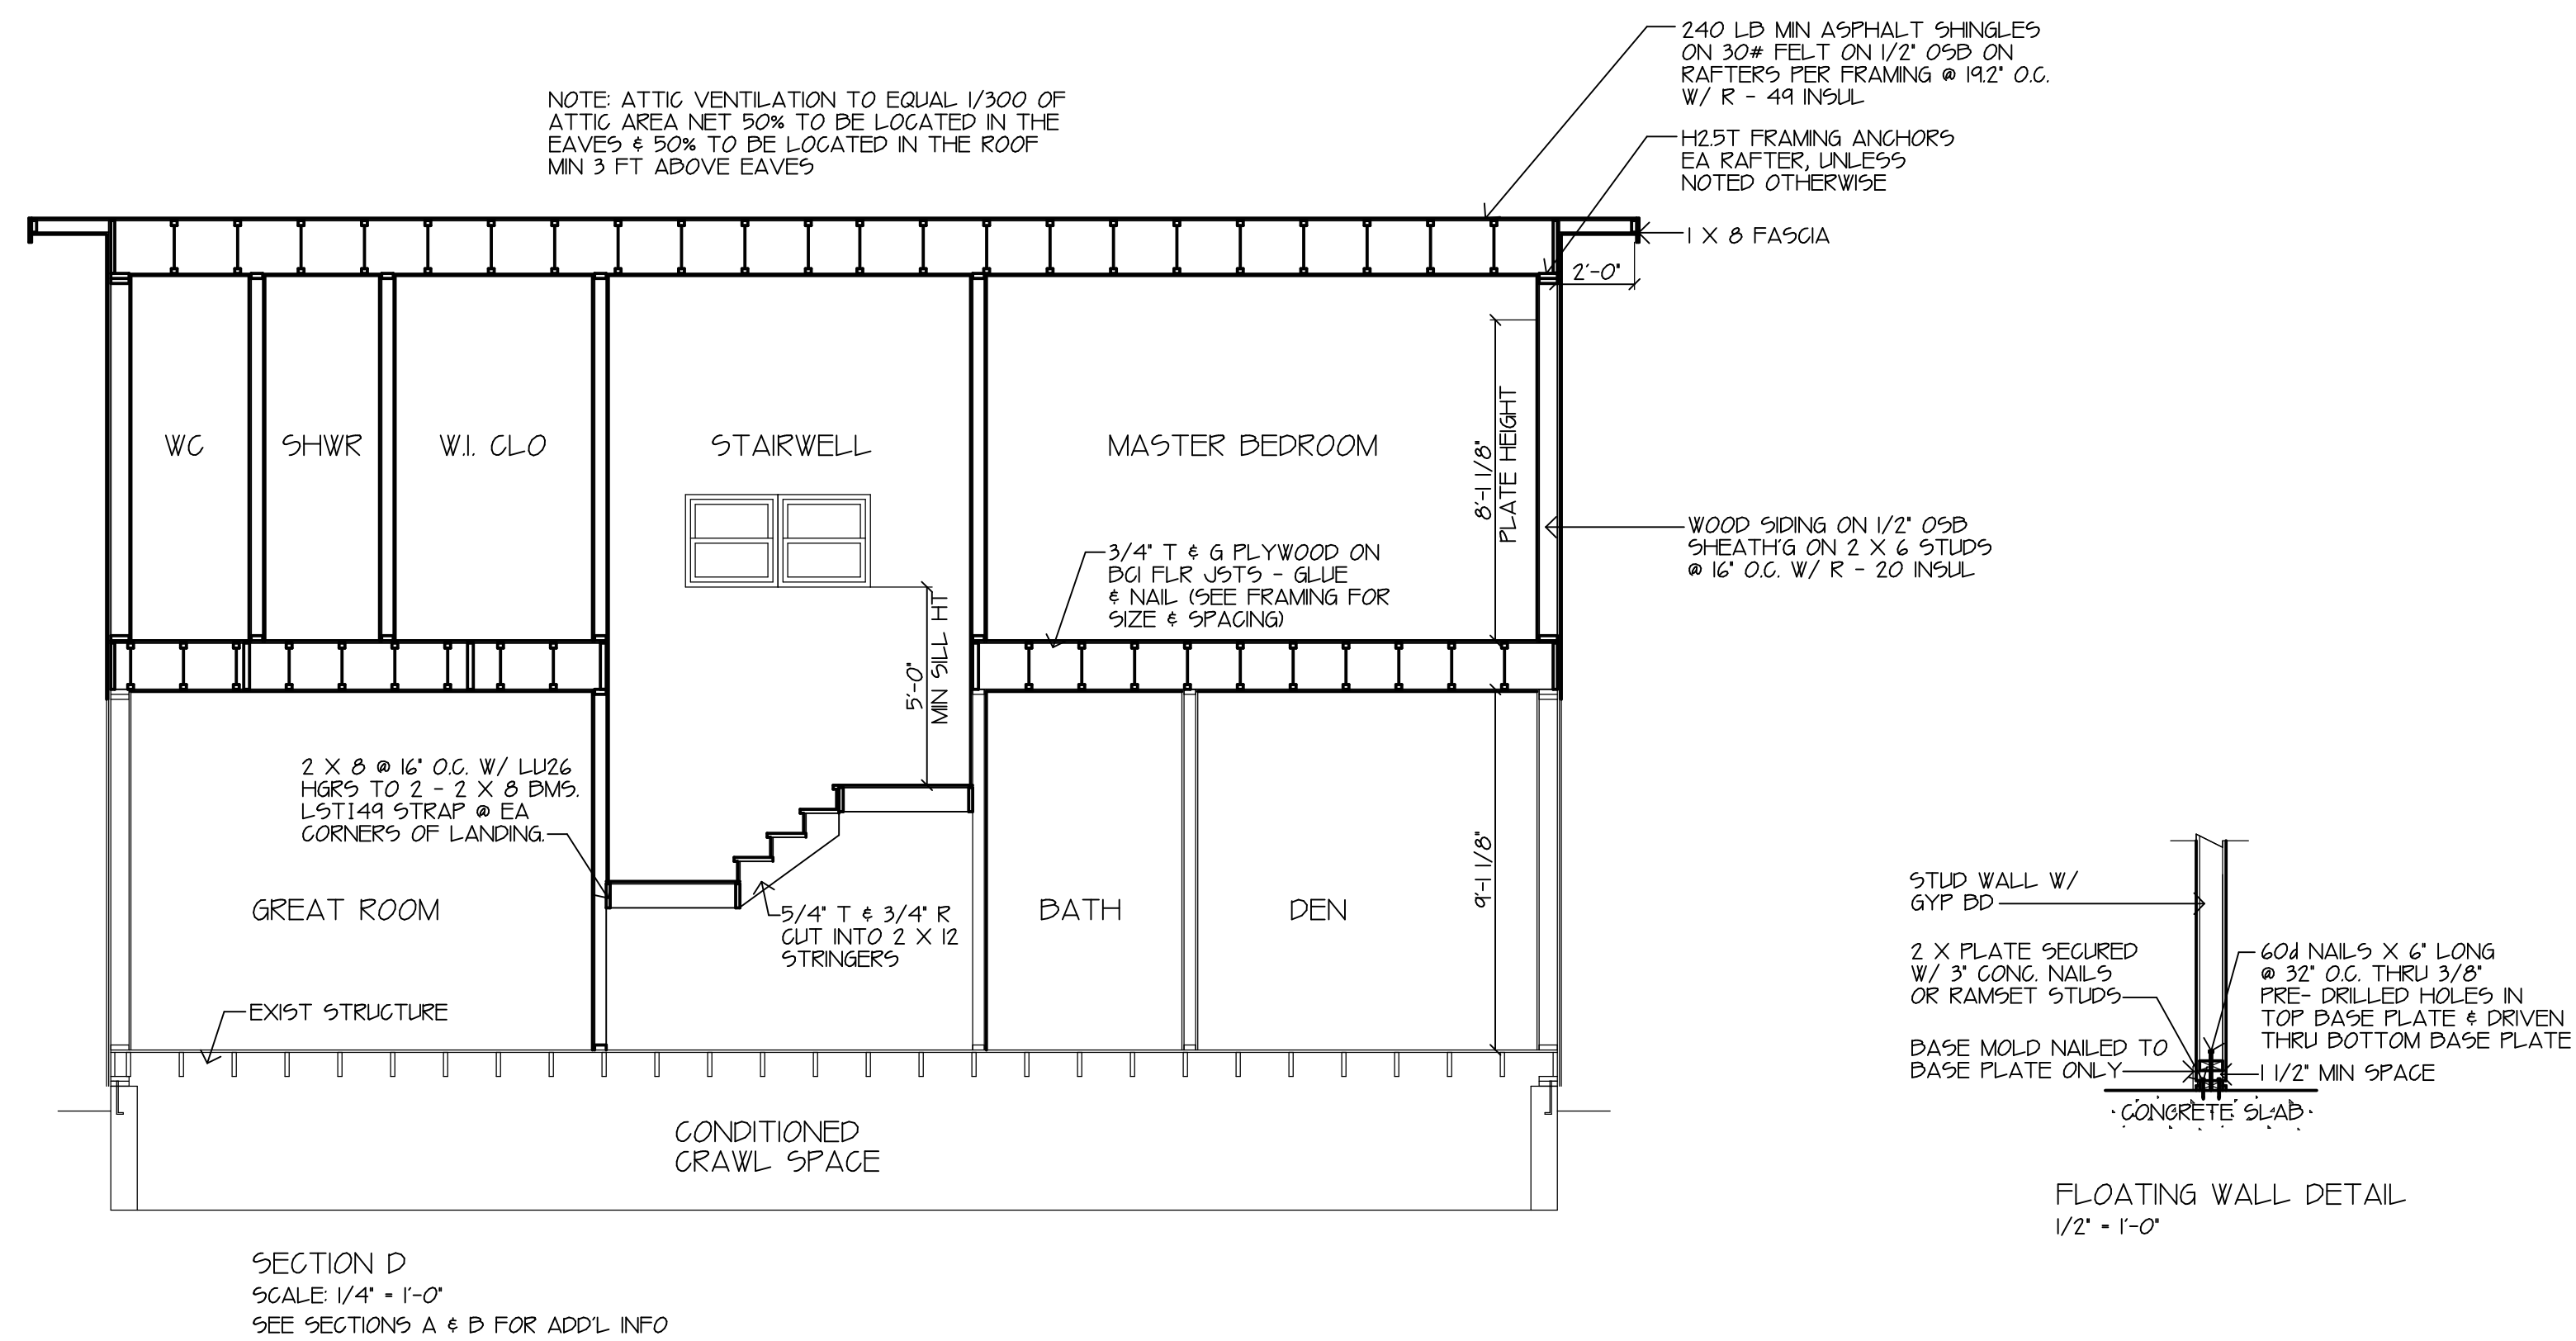 240 LB MIN ASPHALT SHINGLES
ON 30# FELT ON 1/2" OSB ON
RAFTERS PER FRAMING @ 19.2" O.C.
W/ R - 49 INSUL
NOTE: ATTIC VENTILATION TO EQUAL 1/300 OF
ATTIC AREA NET 50% TO BE LOCATED IN THE
EAVES & 50% TO BE LOCATED IN THE ROOF
MIN 3 FT ABOVE EAVES
H2.5T FRAMING ANCHORS
EA RAFTER, UNLESS
NOTED OTHERWISE
1 X 8 FASCIA
2'-0"
WC
SHWR
W.I. CLO
STAIRWELL
MASTER BEDROOM
8'-1 1/8"
PLATE HEIGHT
WOOD SIDING ON 1/2" OSB
SHEATH'G ON 2 X 6 STUDS
@ 16" O.C. W/ R - 20 INSUL
3/4" T & G PLYWOOD ON
BCI FLR JSTS - GLUE
& NAIL (SEE FRAMING FOR
SIZE & SPACING)
5'-0"
MIN SILL HT
2 X 8 @ 16" O.C. W/ LU26
HGRS TO 2 - 2 X 8 BMS.
LSTI49 STRAP @ EA
CORNERS OF LANDING.
GREAT ROOM
5/4" T & 3/4" R
CUT INTO 2 X 12
STRINGERS
BATH
DEN
9'-1 1/8"
EXIST STRUCTURE
CONDITIONED
CRAWL SPACE
STUD WALL W/
GYP BD
2 X PLATE SECURED
W/ 3" CONC. NAILS
OR RAMSET STUDS
BASE MOLD NAILED TO
BASE PLATE ONLY
60d NAILS X 6" LONG
@ 32" O.C. THRU 3/8"
PRE- DRILLED HOLES IN
TOP BASE PLATE & DRIVEN
THRU BOTTOM BASE PLATE
1 1/2" MIN SPACE
CONCRETE SLAB
FLOATING WALL DETAIL
1/2" = 1'-0"
SECTION D
SCALE: 1/4" = 1'-0"
SEE SECTIONS A & B FOR ADD'L INFO